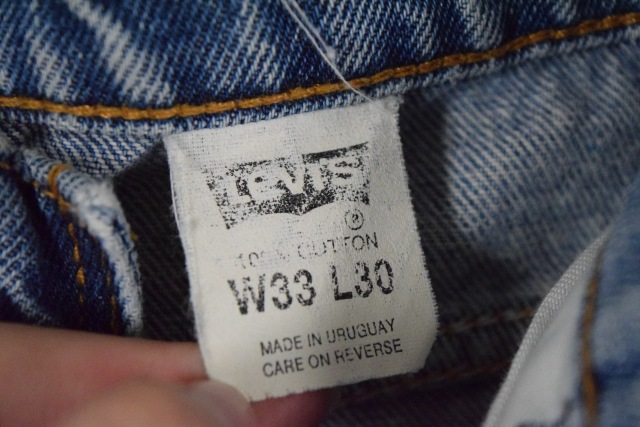 Levi's
®
100% COTTON
W33 L30
MADE IN URUGUAY
CARE ON REVERSE